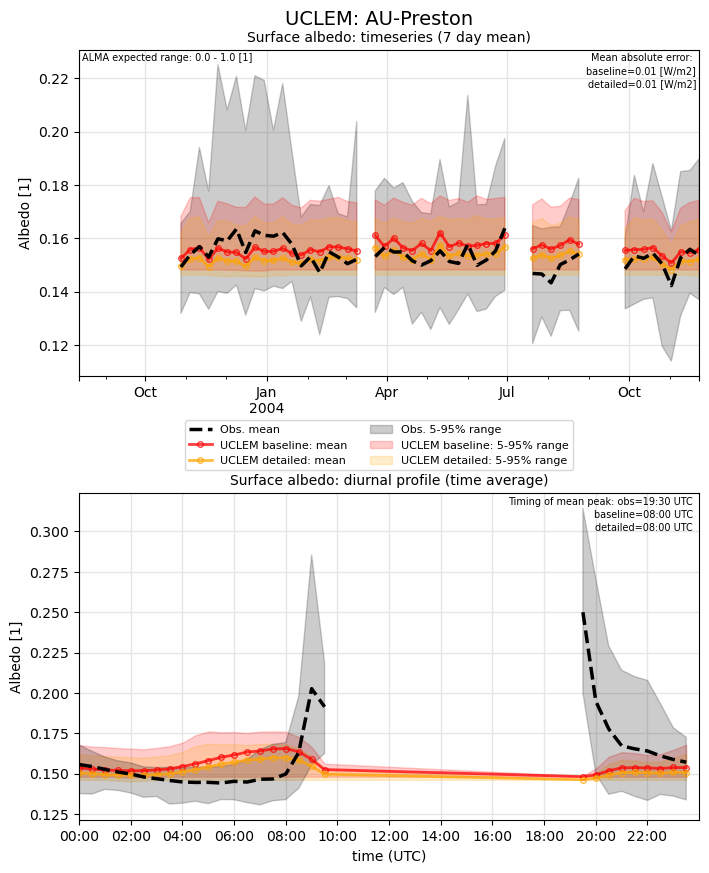 UCLEM: AU-Preston
Surface albedo: timeseries (7 day mean)
ALMA expected range: 0.0 - 1.0 [1]
Mean absolute error:
baseline=0.01 [W/m2]
detailed=0.01 [W/m2]
0.22
0.20
0.18
0.16
0.14
0.12
Albedo [1]
Oct
Jan
2004
Apr
Jul
Oct
Obs. mean
UCLEM baseline: mean
UCLEM detailed: mean
Obs. 5-95% range
UCLEM baseline: 5-95% range
UCLEM detailed: 5-95% range
Surface albedo: diurnal profile (time average)
Timing of mean peak: obs=19:30 UTC
baseline=08:00 UTC
detailed=08:00 UTC
0.300
0.275
0.250
0.225
0.200
0.175
0.150
0.125
Albedo [1]
00:00 02:00 04:00 06:00 08:00 10:00 12:00 14:00 16:00 18:00 20:00 22:00
time (UTC)